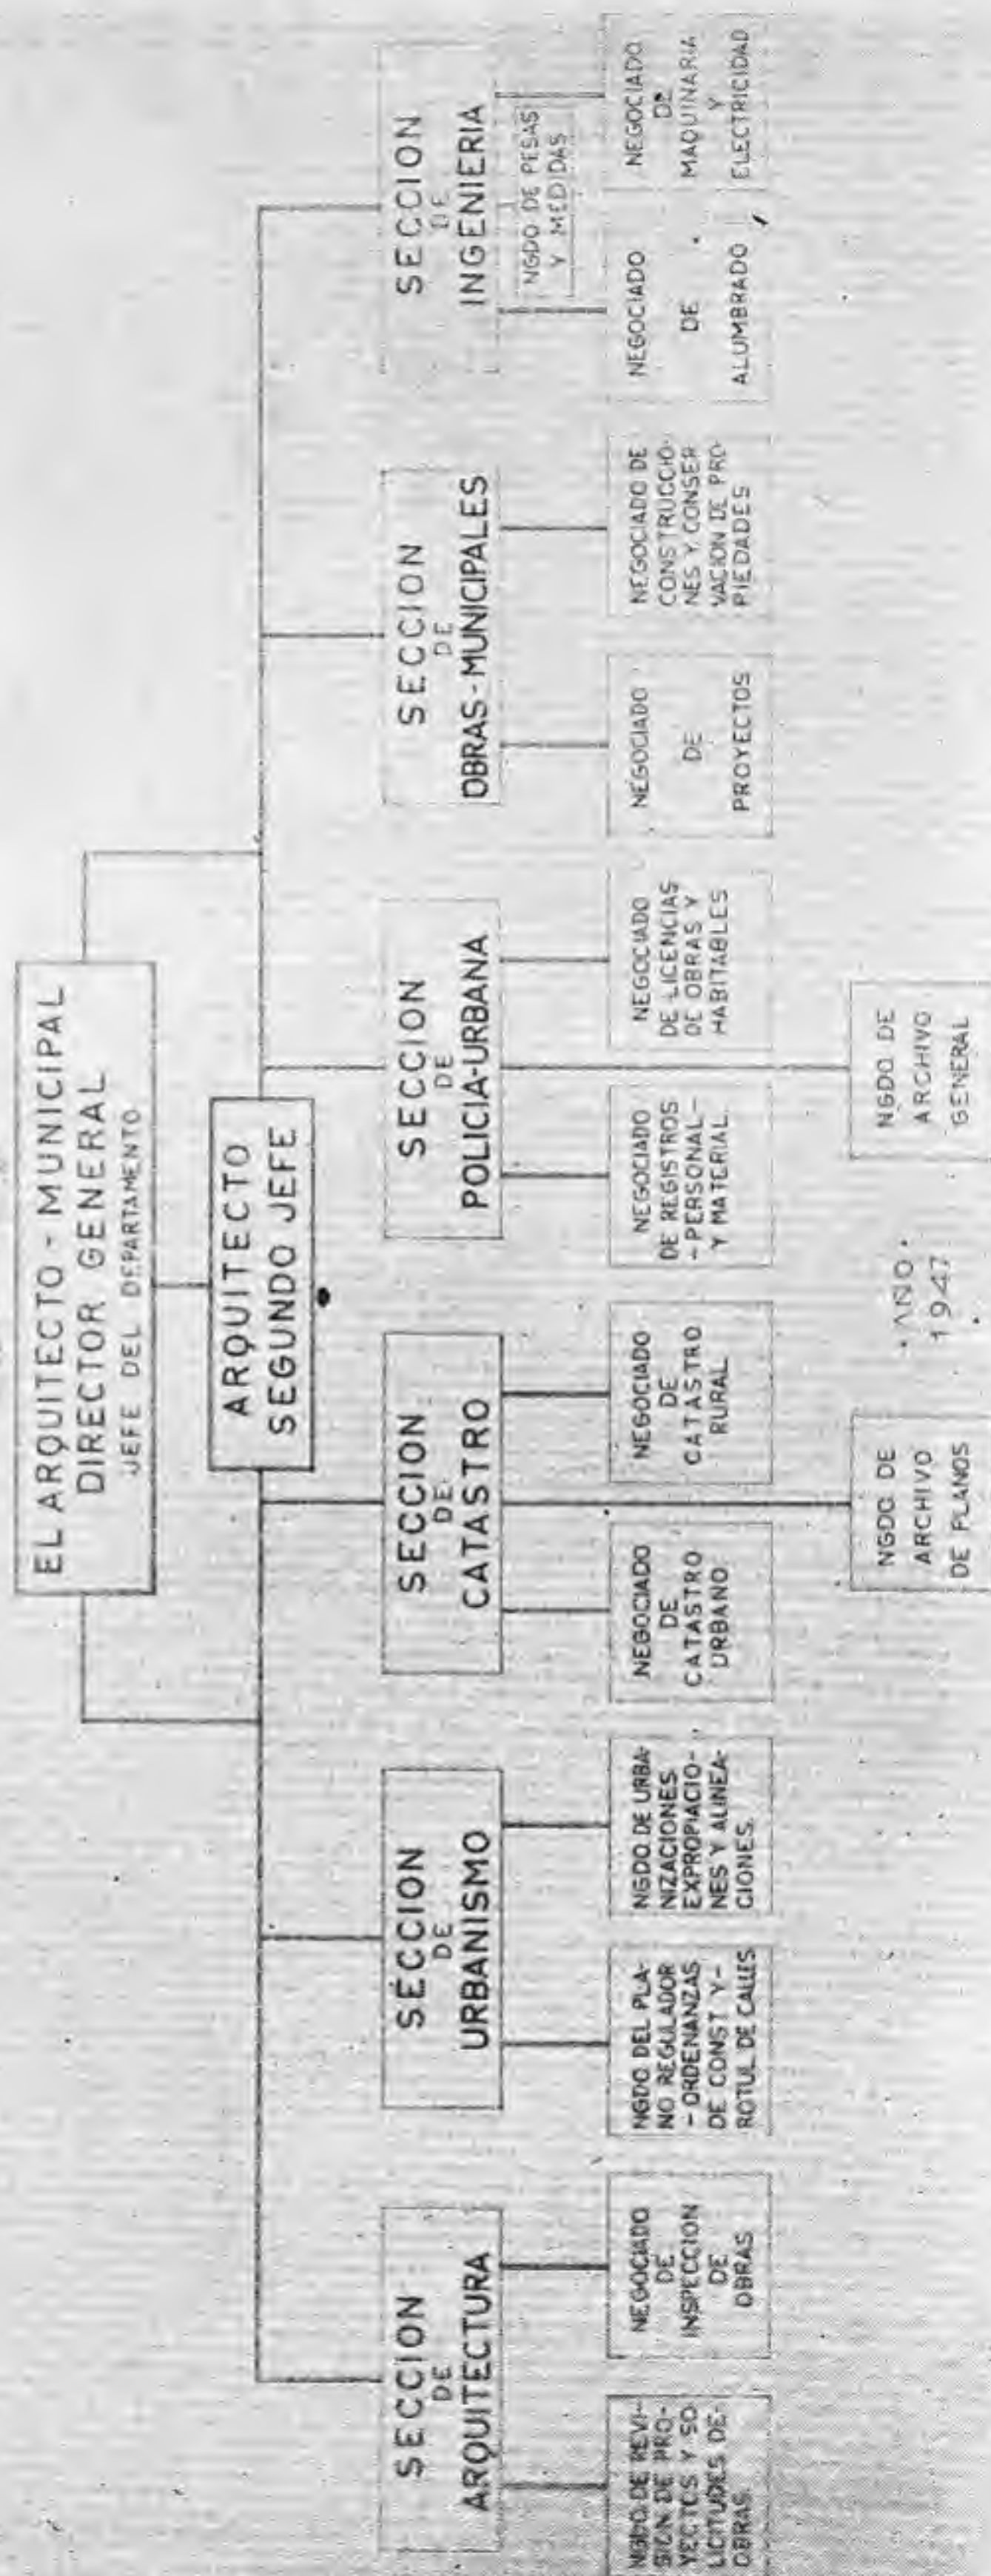 EL ARQUITECTO - MUNICIPAL
DIRECTOR GENERAL
JEFE DEL DEPARTAMENTO
ARQUITECTO
SEGUNDO JEFE
SECCION
DE
ARQUITECTURA
NGDO DE REVI-
SION DE PRO-
YECTOS Y SO-
LICITUDES DE-
OBRAS.
NEGOCIADO
DE
INSPECCION
DE
OBRAS
SECCION
DE
URBANISMO
NGDO DEL PLA-
NO REGULADOR
- ORDENANZAS
DE CONST Y -
ROTUL DE CALLES
NGDO DE URBA-
NIZACIONES.
EXPROPIACIO-
NES Y ALINEA-
CIONES.
SECCION
DE
CATASTRO
NEGOCIADO
DE
CATASTRO
URBANO
NEGOCIADO
DE
CATASTRO
RURAL
NGDO. DE
ARCHIVO
DE PLANOS
SECCION
DE
POLICIA-URBANA
NEGOCIADO
DE REGISTROS
- PERSONAL -
Y MATERIAL.
NEGOCIADO
DE LICENCIAS
DE OBRAS Y
HABITABLES
NGDO. DE
ARCHIVO
GENERAL
SECCION
DE
OBRAS-MUNICIPALES
NEGOCIADO
DE
PROYECTOS
NEGOCIADO DE
CONSTRUCCIO-
NES Y CONSER
VACION DE PRO-
PIEDADES
SECCION
DE
INGENIERIA
NGDO DE PESAS
Y MEDIDAS
NEGOCIADO
DE
ALUMBRADO
NEGOCIADO
DE
MAQUINARIA
Y
ELECTRICIDAD
· AÑO ·
1947